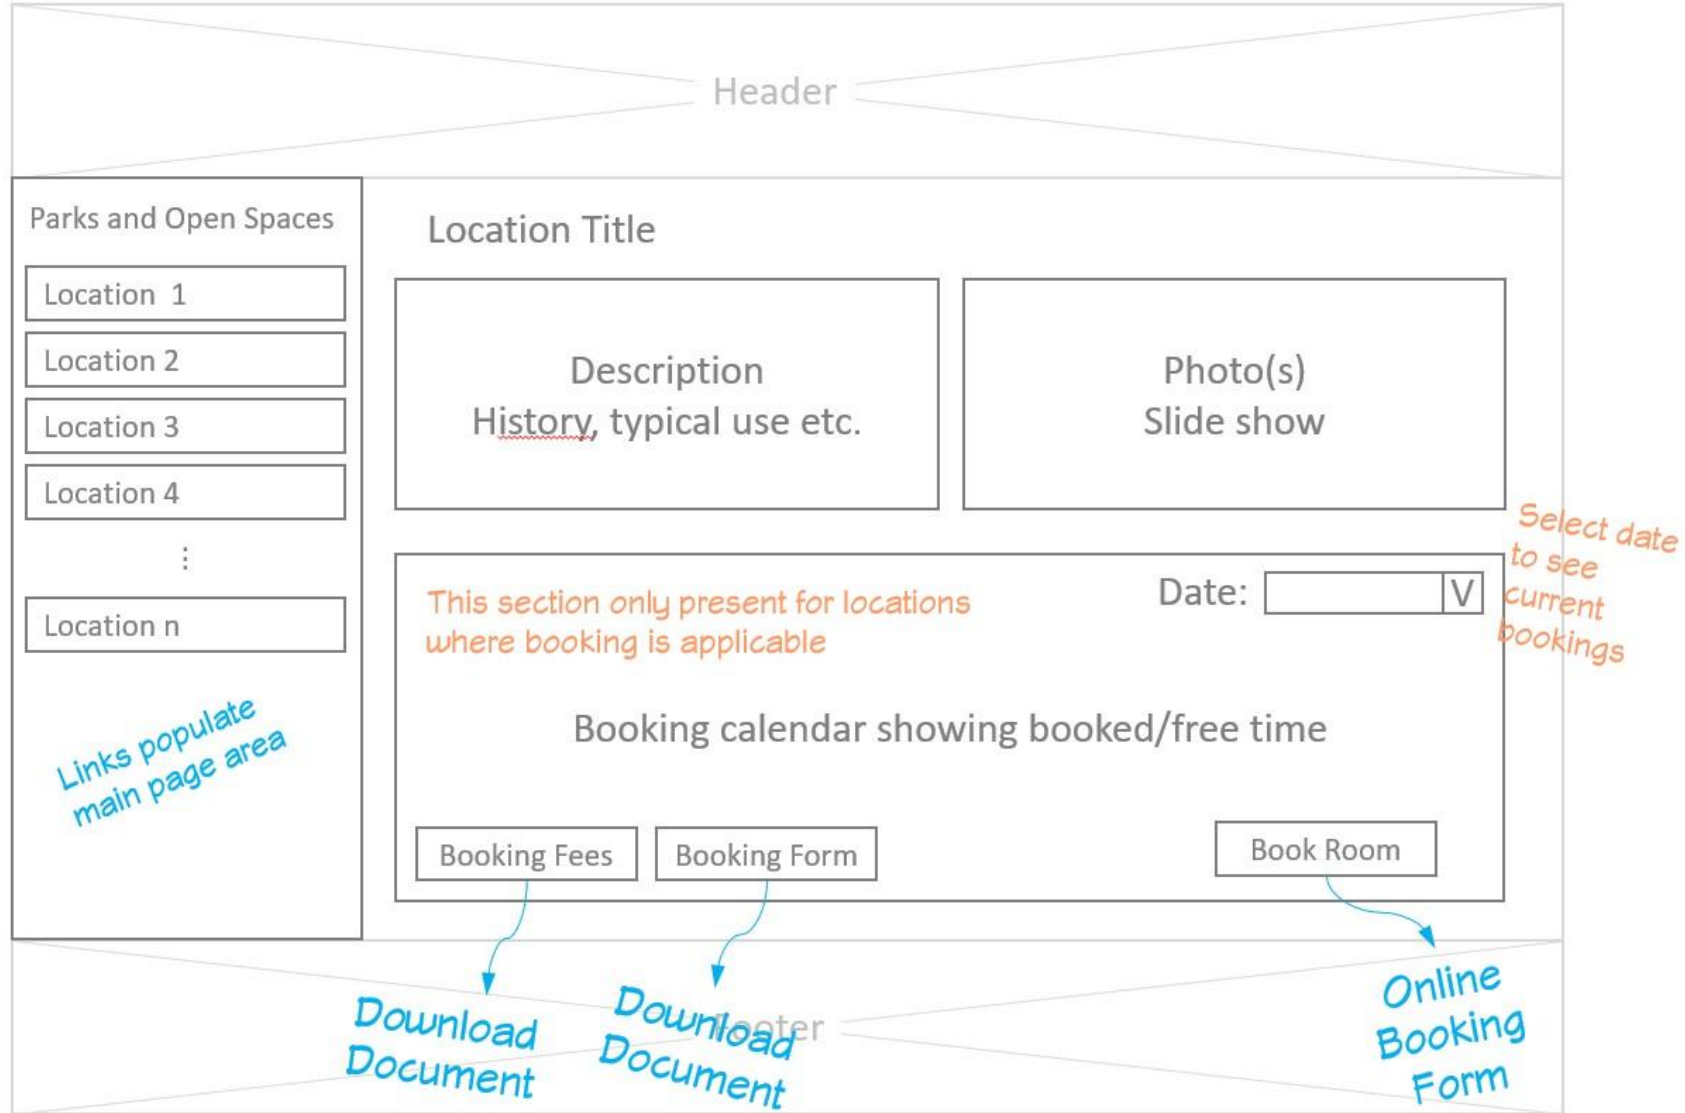 Header
Parks and Open Spaces
Location 1
Location 2
Location 3
Location 4
⋮
Location n
Links populate
main page area
Location Title
Description
History, typical use etc.
Photo(s)
Slide show
This section only present for locations
where booking is applicable
Date:
V
Select date
to see
current
bookings
Booking calendar showing booked/free time
Booking Fees
Booking Form
Book Room
Download
Document
Download
Document
Footer
Online
Booking
Form